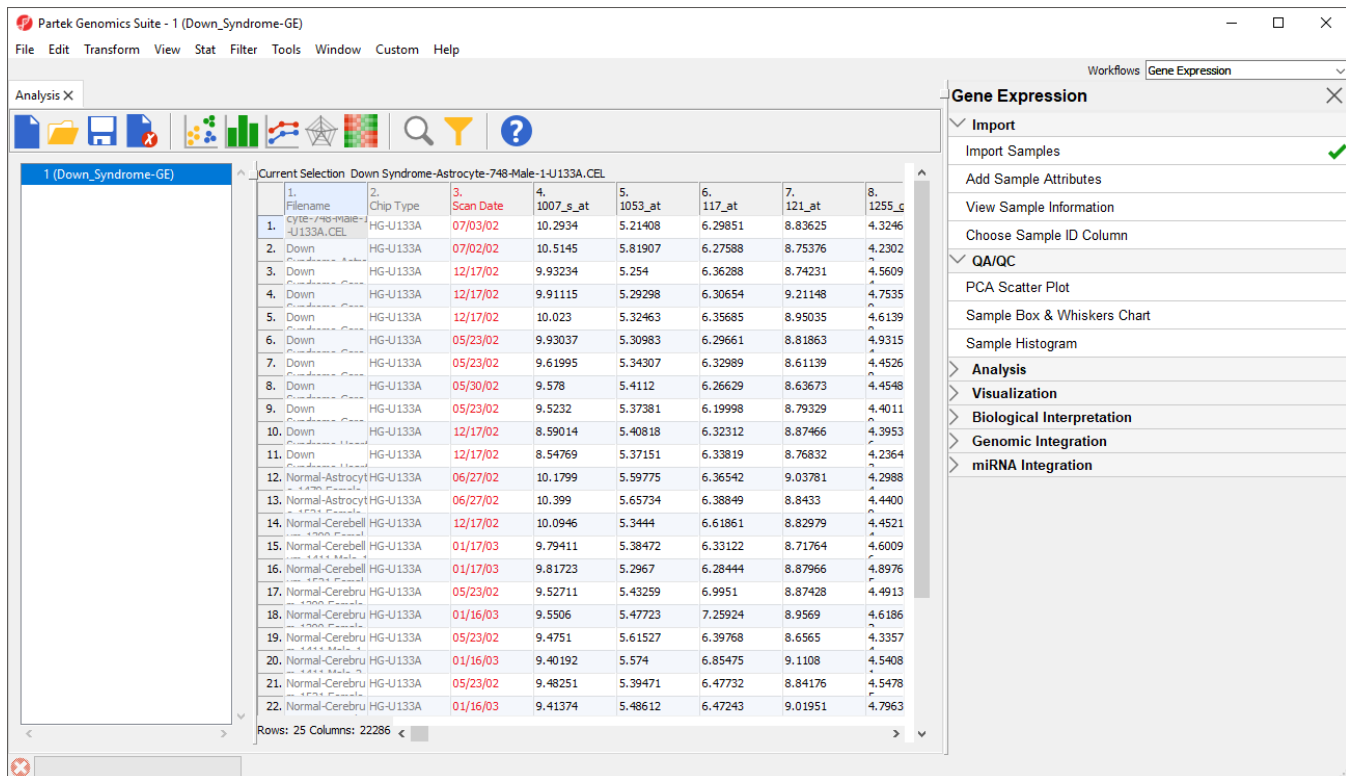 Partek Genomics Suite - 1 (Down_Syndrome-GE)
File Edit Transform View Stat Filter Tools Window Custom Help
Workflows Gene Expression
Analysis
1 (Down_Syndrome-GE)
Current Selection Down Syndrome-Astrocyte-748-Male-1-U133A.CEL
1. Filename 2. Chip Type 3. Scan Date 4. 1007_s_at 5. 1053_at 6. 117_at 7. 121_at 8. 1255_g
1. cyte-748-Male-1 -U133A.CEL HG-U133A 07/03/02 10.2934 5.21408 6.29851 8.83625 4.3246
2. Down HG-U133A 07/02/02 10.5145 5.81907 6.27588 8.75376 4.2302
3. Down HG-U133A 12/17/02 9.93234 5.254 6.36288 8.74231 4.5609
4. Down HG-U133A 12/17/02 9.91115 5.29298 6.30654 9.21148 4.7535
5. Down HG-U133A 12/17/02 10.023 5.32463 6.35685 8.95035 4.6139
6. Down HG-U133A 05/23/02 9.93037 5.30983 6.29661 8.81863 4.9315
7. Down HG-U133A 05/23/02 9.61995 5.34307 6.32989 8.61139 4.4526
8. Down HG-U133A 05/30/02 9.578 5.4112 6.26629 8.63673 4.4548
9. Down HG-U133A 05/23/02 9.5232 5.37381 6.19998 8.79329 4.4011
10. Down HG-U133A 12/17/02 8.59014 5.40818 6.32312 8.87466 4.3953
11. Down HG-U133A 12/17/02 8.54769 5.37151 6.33819 8.76832 4.2364
12. Normal-Astrocyt HG-U133A 06/27/02 10.1799 5.59775 6.36542 9.03781 4.2988
13. Normal-Astrocyt HG-U133A 06/27/02 10.399 5.65734 6.38849 8.8433 4.4400
14. Normal-Cerebell HG-U133A 12/17/02 10.0946 5.3444 6.61861 8.82979 4.4521
15. Normal-Cerebell HG-U133A 01/17/03 9.79411 5.38472 6.33122 8.71764 4.6009
16. Normal-Cerebell HG-U133A 01/17/03 9.81723 5.2967 6.28444 8.87966 4.8976
17. Normal-Cerebru HG-U133A 05/23/02 9.52711 5.43259 6.9951 8.87428 4.4913
18. Normal-Cerebru HG-U133A 01/16/03 9.5506 5.47723 7.25924 8.9569 4.6186
19. Normal-Cerebru HG-U133A 05/23/02 9.4751 5.61527 6.39768 8.6565 4.3357
20. Normal-Cerebru HG-U133A 01/16/03 9.40192 5.574 6.85475 9.1108 4.5408
21. Normal-Cerebru HG-U133A 05/23/02 9.48251 5.39471 6.47732 8.84176 4.5478
22. Normal-Cerebru HG-U133A 01/16/03 9.41374 5.48612 6.47243 9.01951 4.7963
Rows: 25 Columns: 22286
Gene Expression
Import
Import Samples
Add Sample Attributes
View Sample Information
Choose Sample ID Column
QA/QC
PCA Scatter Plot
Sample Box & Whiskers Chart
Sample Histogram
Analysis
Visualization
Biological Interpretation
Genomic Integration
miRNA Integration